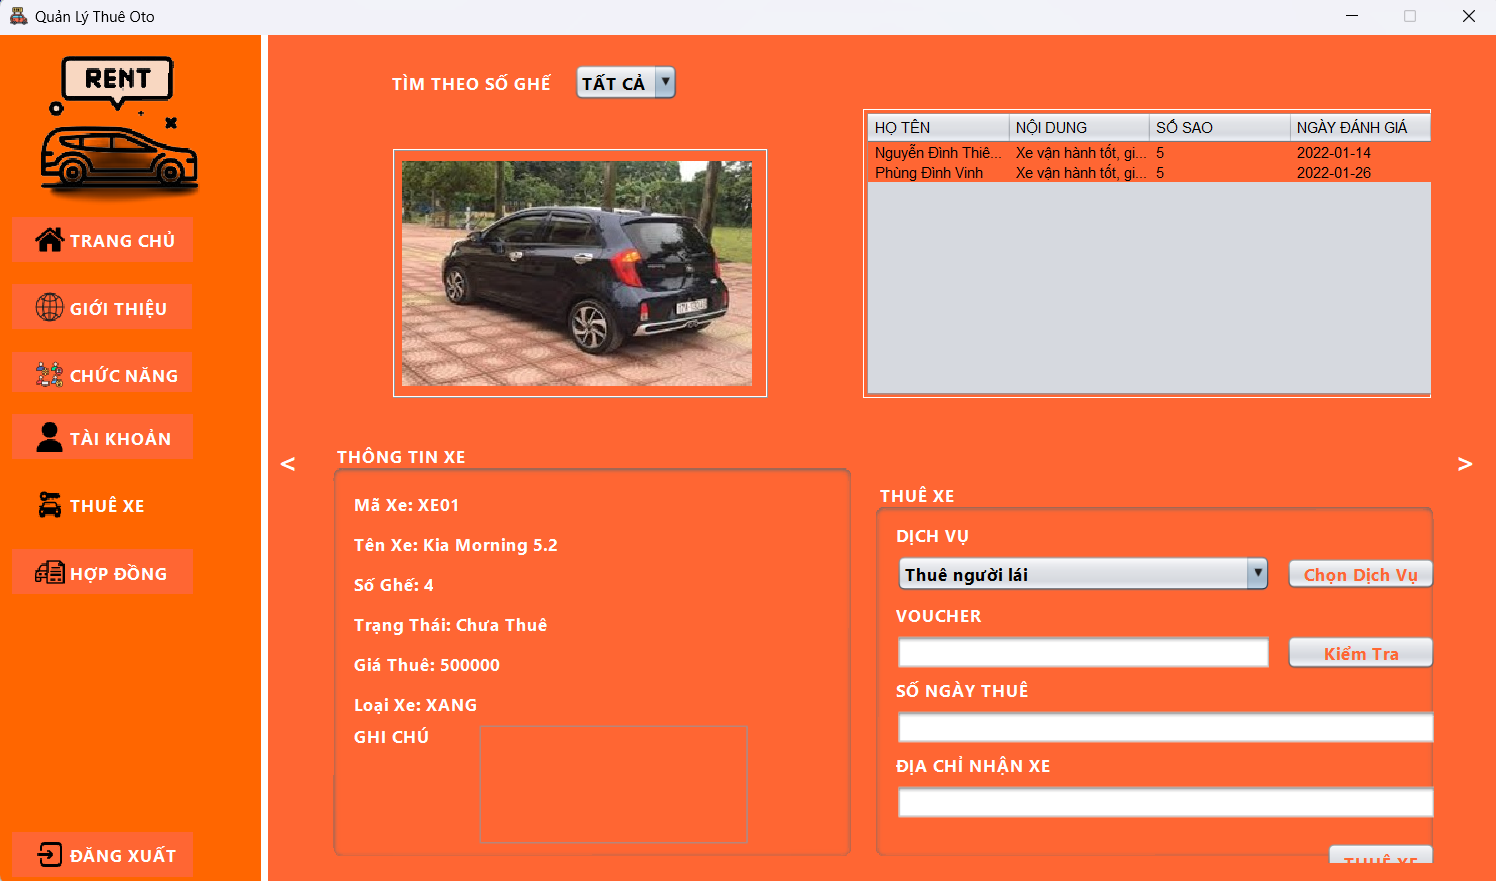 Quản Lý Thuê Oto
RENT
TRANG CHỦ
GIỚI THIỆU
CHỨC NĂNG
TÀI KHOẢN
THUÊ XE
HỢP ĐỒNG
ĐĂNG XUẤT
TÌM THEO SỐ GHẾ
TẤT CẢ
HỌ TÊN NỘI DUNG SỐ SAO NGÀY ĐÁNH GIÁ
Nguyễn Đình Thiê... Xe vận hành tốt, gi... 5 2022-01-14
Phùng Đình Vinh Xe vận hành tốt, gi... 5 2022-01-26
<
>
THÔNG TIN XE
Mã Xe: XE01
Tên Xe: Kia Morning 5.2
Số Ghế: 4
Trạng Thái: Chưa Thuê
Giá Thuê: 500000
Loại Xe: XANG
GHI CHÚ
THUÊ XE
DỊCH VỤ
Thuê người lái
Chọn Dịch Vụ
VOUCHER
Kiểm Tra
SỐ NGÀY THUÊ
ĐỊA CHỈ NHẬN XE
THUÊ XE